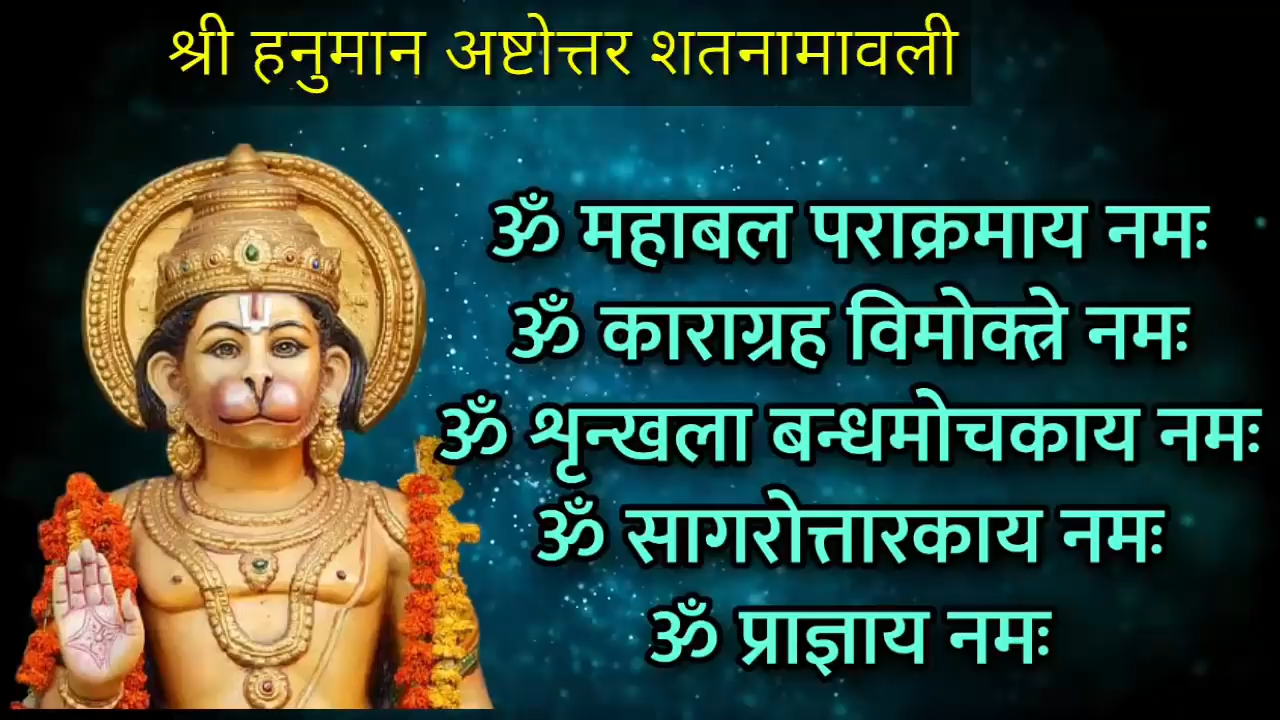 श्री हनुमान अष्टोत्तर शतनामावली
ॐ महाबल पराक्रमाय नमः
ॐ काराग्रह विमोक्त्रे नमः
ॐ शृन्खला बन्धमोचकाय नमः
ॐ सागरोत्तारकाय नमः
ॐ प्राज्ञाय नमः